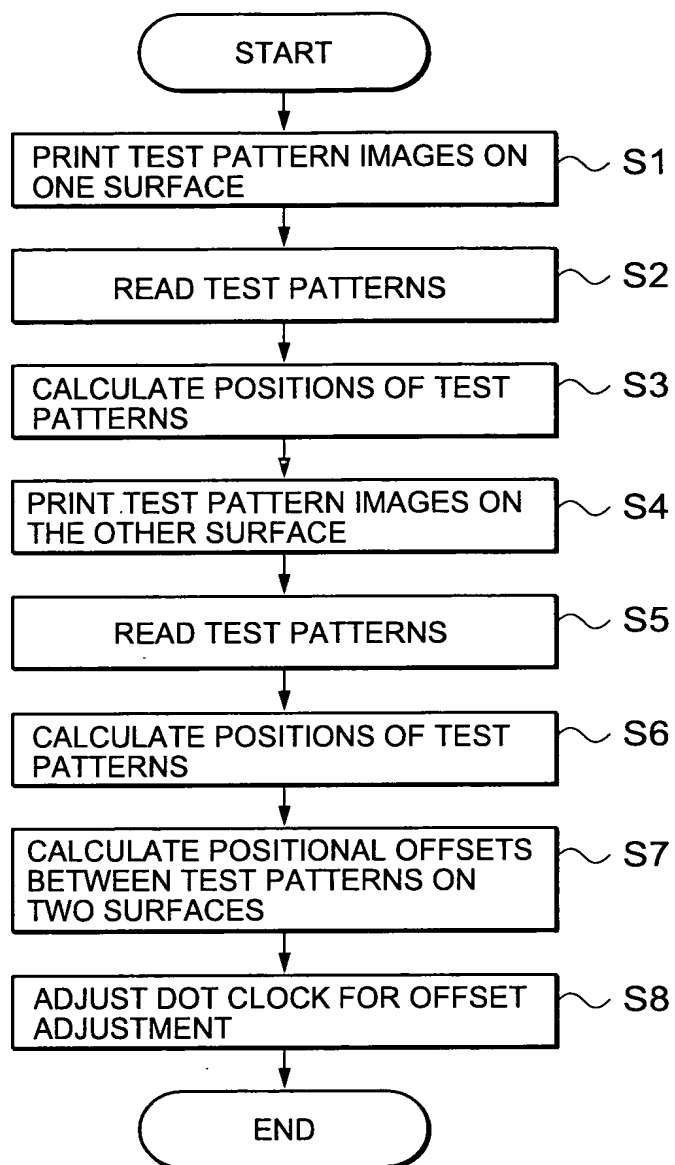 START
PRINT TEST PATTERN IMAGES ON
ONE SURFACE
S1
READ TEST PATTERNS
S2
CALCULATE POSITIONS OF TEST
PATTERNS
S3
PRINT TEST PATTERN IMAGES ON
THE OTHER SURFACE
S4
READ TEST PATTERNS
S5
CALCULATE POSITIONS OF TEST
PATTERNS
S6
CALCULATE POSITIONAL OFFSETS
BETWEEN TEST PATTERNS ON
TWO SURFACES
S7
ADJUST DOT CLOCK FOR OFFSET
ADJUSTMENT
S8
END